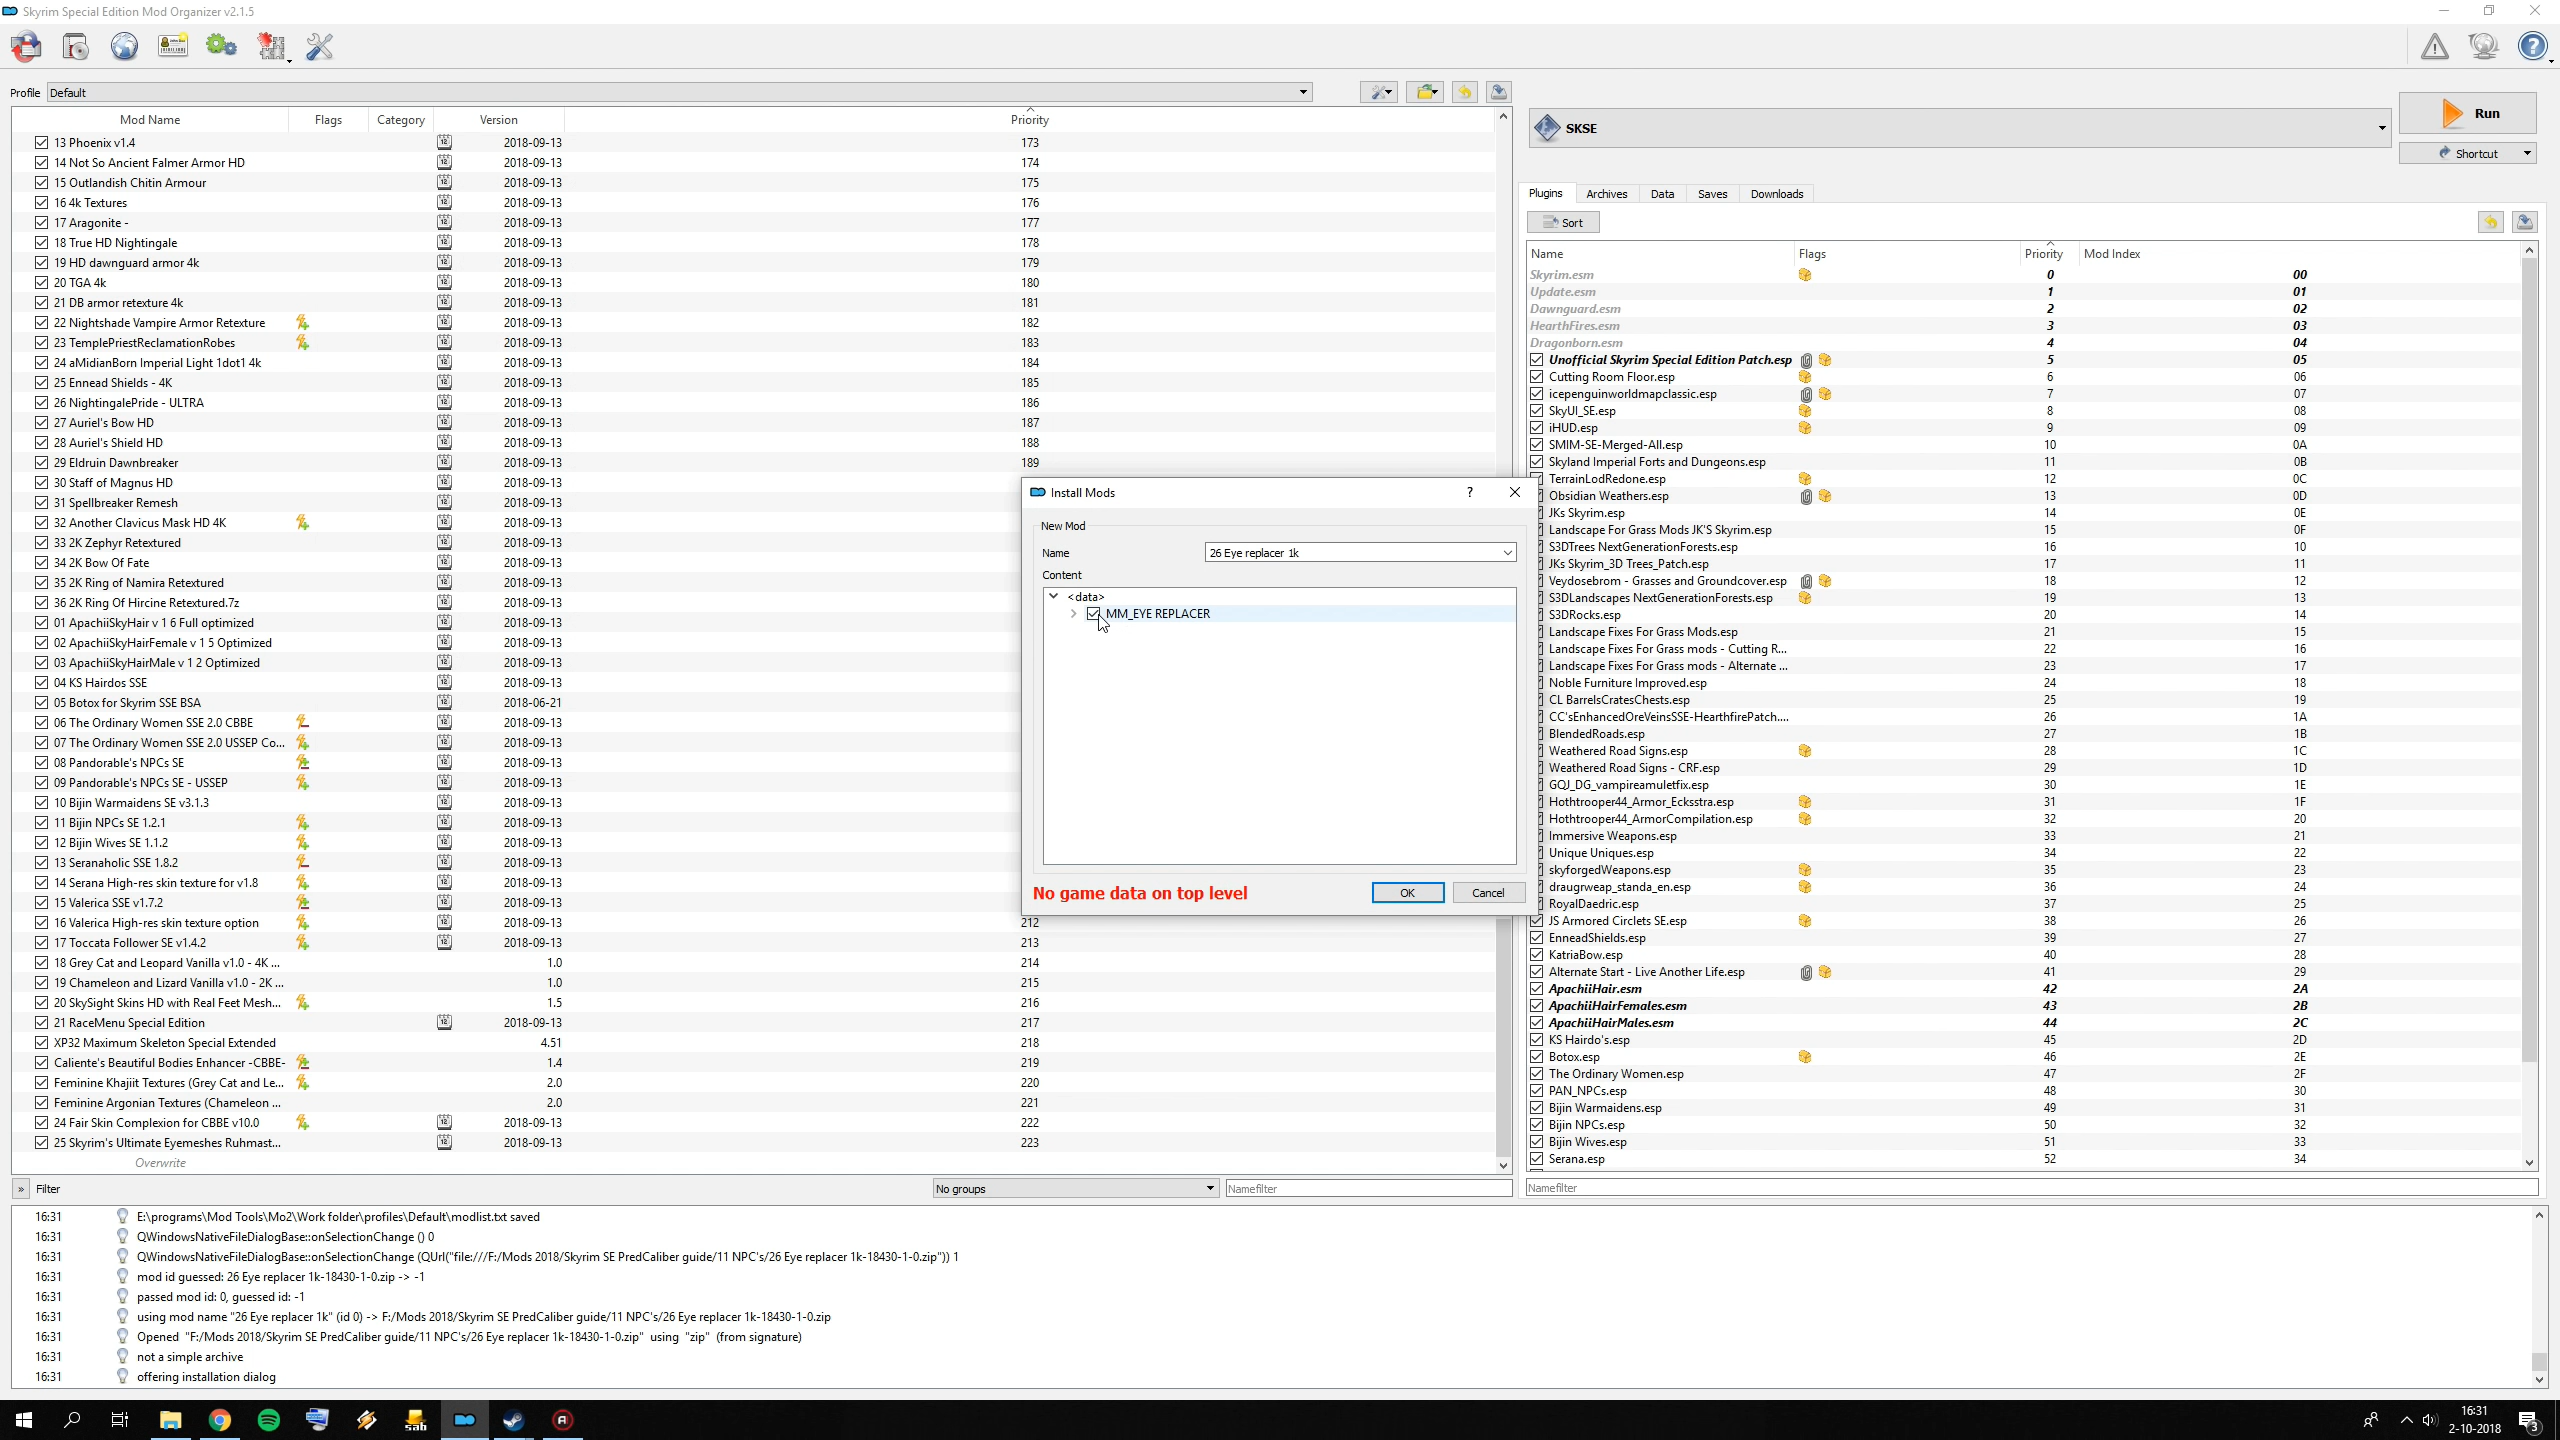 Skyrim Special Edition Mod Organizer v2.1.5
Profile Default
Mod Name Flags Category Version Priority
13 Phoenix v1.4 2018-09-13 173
14 Not So Ancient Falmer Armor HD 2018-09-13 174
15 Outlandish Chitin Armour 2018-09-13 175
16 4k Textures 2018-09-13 176
17 Aragonite - 2018-09-13 177
18 True HD Nightingale 2018-09-13 178
19 HD dawnguard armor 4k 2018-09-13 179
20 TGA 4k 2018-09-13 180
21 DB armor retexture 4k 2018-09-13 181
22 Nightshade Vampire Armor Retexture 2018-09-13 182
23 TemplePriestReclamationRobes 2018-09-13 183
24 aMidianBorn Imperial Light 1dot1 4k 2018-09-13 184
25 Ennead Shields - 4K 2018-09-13 185
26 NightingalePride - ULTRA 2018-09-13 186
27 Auriel's Bow HD 2018-09-13 187
28 Auriel's Shield HD 2018-09-13 188
29 Eldruin Dawnbreaker 2018-09-13 189
30 Staff of Magnus HD 2018-09-13
31 Spellbreaker Remesh 2018-09-13
32 Another Clavicus Mask HD 4K 2018-09-13
33 2K Zephyr Retextured 2018-09-13
34 2K Bow Of Fate 2018-09-13
35 2K Ring of Namira Retextured 2018-09-13
36 2K Ring Of Hircine Retextured.7z 2018-09-13
01 ApachiiSkyHair v 1 6 Full optimized 2018-09-13
02 ApachiiSkyHairFemale v 1 5 Optimized 2018-09-13
03 ApachiiSkyHairMale v 1 2 Optimized 2018-09-13
04 KS Hairdos SSE 2018-09-13
05 Botox for Skyrim SSE BSA 2018-06-21
06 The Ordinary Women SSE 2.0 CBBE 2018-09-13
07 The Ordinary Women SSE 2.0 USSEP Co... 2018-09-13
08 Pandorable's NPCs SE 2018-09-13
09 Pandorable's NPCs SE - USSEP 2018-09-13
10 Bijin Warmaidens SE v3.1.3 2018-09-13
11 Bijin NPCs SE 1.2.1 2018-09-13
12 Bijin Wives SE 1.1.2 2018-09-13
13 Seranaholic SSE 1.8.2 2018-09-13
14 Serana High-res skin texture for v1.8 2018-09-13
15 Valerica SSE v1.7.2 2018-09-13
16 Valerica High-res skin texture option 2018-09-13 212
17 Toccata Follower SE v1.4.2 2018-09-13 213
18 Grey Cat and Leopard Vanilla v1.0 - 4K ... 1.0 214
19 Chameleon and Lizard Vanilla v1.0 - 2K ... 1.0 215
20 SkySight Skins HD with Real Feet Mesh... 1.5 216
21 RaceMenu Special Edition 2018-09-13 217
XP32 Maximum Skeleton Special Extended 4.51 218
Caliente's Beautiful Bodies Enhancer -CBBE- 1.4 219
Feminine Khajiit Textures (Grey Cat and Le... 2.0 220
Feminine Argonian Textures (Chameleon ... 2.0 221
24 Fair Skin Complexion for CBBE v10.0 2018-09-13 222
25 Skyrim's Ultimate Eyemeshes Ruhmast... 2018-09-13 223
Overwrite
» Filter No groups Namefilter
Install Mods ?
New Mod
Name 26 Eye replacer 1k
Content
<data>
MM_EYE REPLACER
No game data on top level OK Cancel
SKSE
Run
Shortcut
Plugins Archives Data Saves Downloads
Sort
Name Flags Priority Mod Index
Skyrim.esm 0 00
Update.esm 1 01
Dawnguard.esm 2 02
HearthFires.esm 3 03
Dragonborn.esm 4 04
Unofficial Skyrim Special Edition Patch.esp 5 05
Cutting Room Floor.esp 6 06
icepenguinworldmapclassic.esp 7 07
SkyUI_SE.esp 8 08
iHUD.esp 9 09
SMIM-SE-Merged-All.esp 10 0A
Skyland Imperial Forts and Dungeons.esp 11 0B
TerrainLodRedone.esp 12 0C
Obsidian Weathers.esp 13 0D
JKs Skyrim.esp 14 0E
Landscape For Grass Mods JK'S Skyrim.esp 15 0F
S3DTrees NextGenerationForests.esp 16 10
JKs Skyrim_3D Trees_Patch.esp 17 11
Veydosebrom - Grasses and Groundcover.esp 18 12
S3DLandscapes NextGenerationForests.esp 19 13
S3DRocks.esp 20 14
Landscape Fixes For Grass Mods.esp 21 15
Landscape Fixes For Grass mods - Cutting R... 22 16
Landscape Fixes For Grass mods - Alternate ... 23 17
Noble Furniture Improved.esp 24 18
CL BarrelsCratesChests.esp 25 19
CC'sEnhancedOreVeinsSSE-HearthfirePatch.... 26 1A
BlendedRoads.esp 27 1B
Weathered Road Signs.esp 28 1C
Weathered Road Signs - CRF.esp 29 1D
GQJ_DG_vampireamuletfix.esp 30 1E
Hothtrooper44_Armor_Ecksstra.esp 31 1F
Hothtrooper44_ArmorCompilation.esp 32 20
Immersive Weapons.esp 33 21
Unique Uniques.esp 34 22
skyforgedWeapons.esp 35 23
draugrweap_standa_en.esp 36 24
RoyalDaedric.esp 37 25
JS Armored Circlets SE.esp 38 26
EnneadShields.esp 39 27
KatriaBow.esp 40 28
Alternate Start - Live Another Life.esp 41 29
ApachiiHair.esm 42 2A
ApachiiHairFemales.esm 43 2B
ApachiiHairMales.esm 44 2C
KS Hairdo's.esp 45 2D
Botox.esp 46 2E
The Ordinary Women.esp 47 2F
PAN_NPCs.esp 48 30
Bijin Warmaidens.esp 49 31
Bijin NPCs.esp 50 32
Bijin Wives.esp 51 33
Serana.esp 52 34
Namefilter
16:31 E:\programs\Mod Tools\Mo2\Work folder\profiles\Default\modlist.txt saved
16:31 QWindowsNativeFileDialogBase::onSelectionChange () 0
16:31 QWindowsNativeFileDialogBase::onSelectionChange (QUrl("file:///F:/Mods 2018/Skyrim SE PredCaliber guide/11 NPC's/26 Eye replacer 1k-18430-1-0.zip")) 1
16:31 mod id guessed: 26 Eye replacer 1k-18430-1-0.zip -> -1
16:31 passed mod id: 0, guessed id: -1
16:31 using mod name "26 Eye replacer 1k" (id 0) -> F:/Mods 2018/Skyrim SE PredCaliber guide/11 NPC's/26 Eye replacer 1k-18430-1-0.zip
16:31 Opened "F:/Mods 2018/Skyrim SE PredCaliber guide/11 NPC's/26 Eye replacer 1k-18430-1-0.zip" using "zip" (from signature)
16:31 not a simple archive
16:31 offering installation dialog
sab
16:31
2-10-2018
3